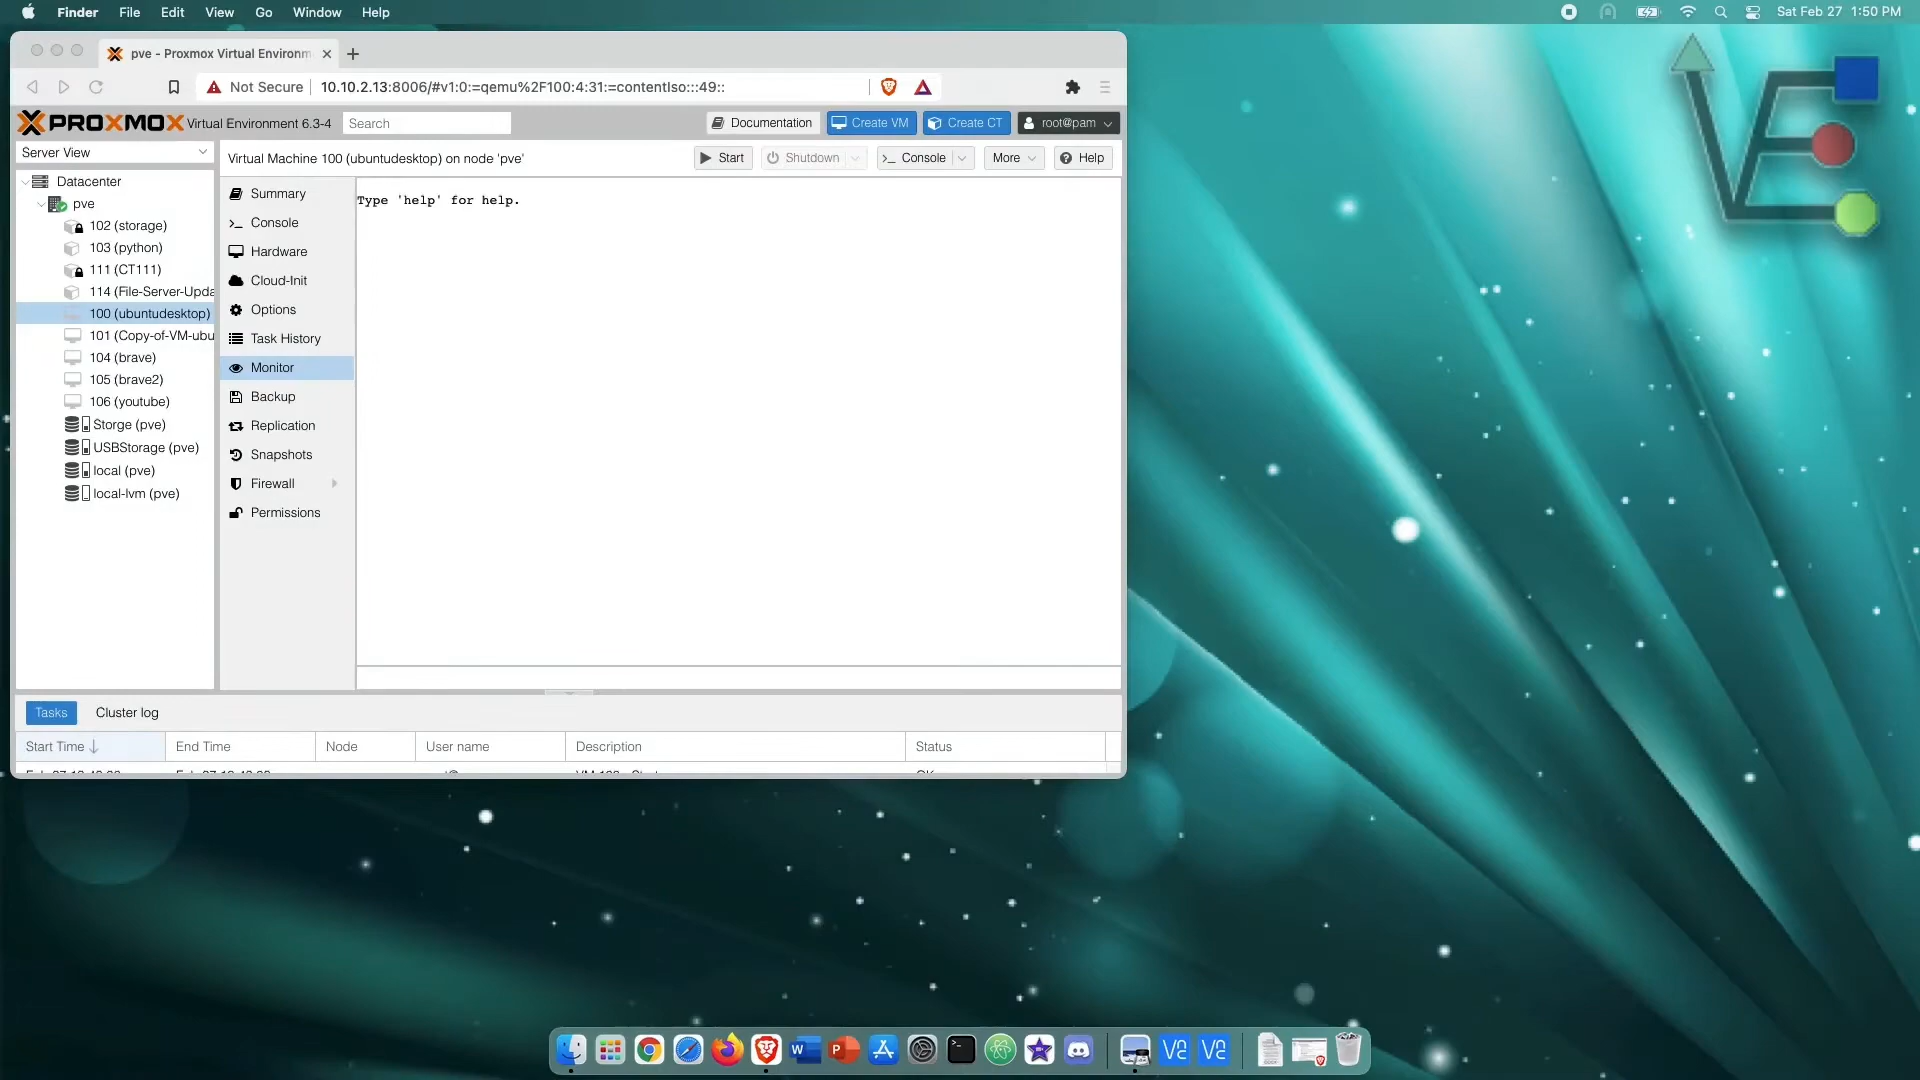 Finder File Edit View Go Window Help Sat Feb 27 1:50 PM
pve - Proxmox Virtual Environm
Not Secure 10.10.2.13:8006/#v1:0:=qemu%2F100:4:31:=contentIso:::49::
PROXMOX Virtual Environment 6.3-4 Search Documentation Create VM Create CT root@pam
Server View
Virtual Machine 100 (ubuntudesktop) on node 'pve' Start Shutdown Console More Help
Datacenter
pve
102 (storage)
103 (python)
111 (CT111)
114 (File-Server-Upda
100 (ubuntudesktop)
101 (Copy-of-VM-ubu
104 (brave)
105 (brave2)
106 (youtube)
Storge (pve)
USBStorage (pve)
local (pve)
local-lvm (pve)
Summary
Console
Hardware
Cloud-Init
Options
Task History
Monitor
Backup
Replication
Snapshots
Firewall
Permissions
Type 'help' for help.
Tasks Cluster log
Start Time End Time Node User name Description Status
VE
W P VE VE